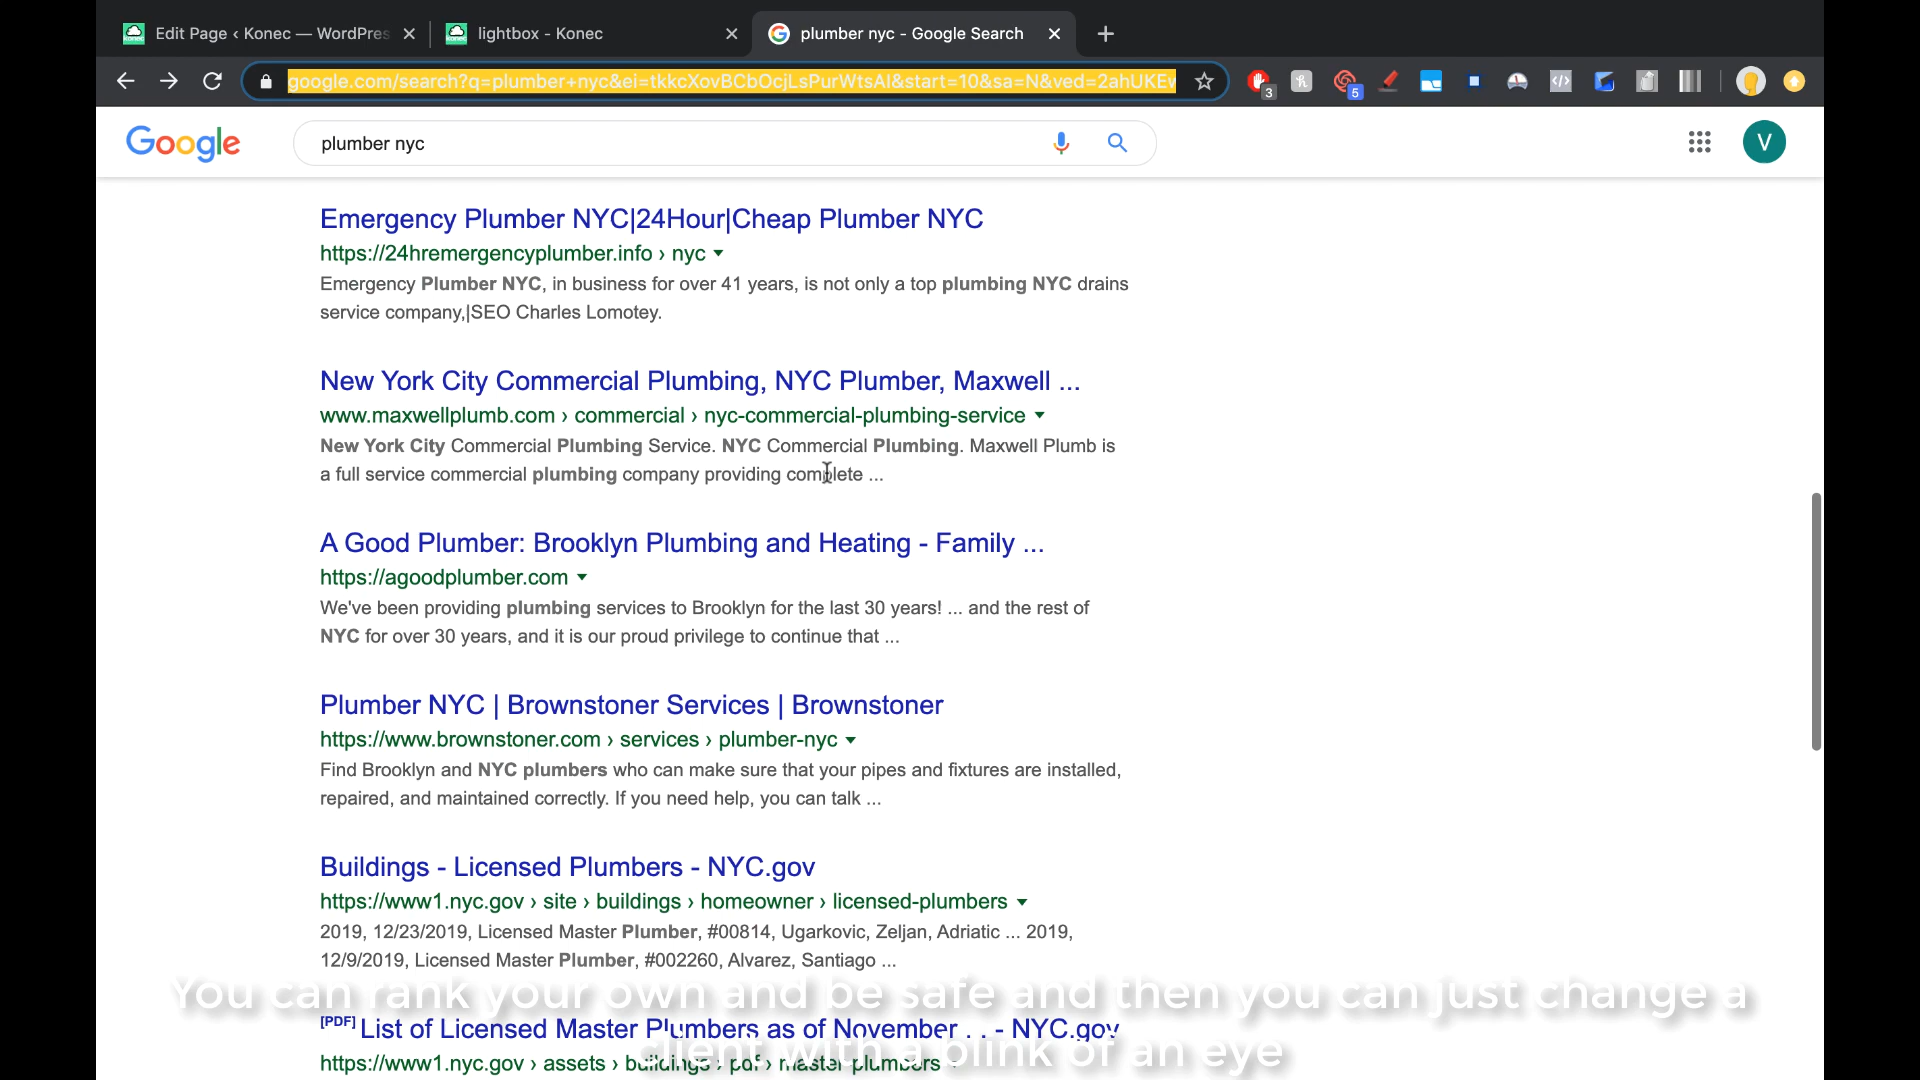 Edit Page ‹ Konec — WordPres
lightbox - Konec
plumber nyc - Google Search
google.com/search?q=plumber+nyc&ei=tkkcXovBCbOcjLsPurWtsAI&start=10&sa=N&ved=2ahUKEw
3
5
Google
plumber nyc
V
Emergency Plumber NYC|24Hour|Cheap Plumber NYC
https://24hremergencyplumber.info › nyc
Emergency Plumber NYC, in business for over 41 years, is not only a top plumbing NYC drains
service company,|SEO Charles Lomotey.
New York City Commercial Plumbing, NYC Plumber, Maxwell ...
www.maxwellplumb.com › commercial › nyc-commercial-plumbing-service
New York City Commercial Plumbing Service. NYC Commercial Plumbing. Maxwell Plumb is
a full service commercial plumbing company providing complete ...
A Good Plumber: Brooklyn Plumbing and Heating - Family ...
https://agoodplumber.com
We've been providing plumbing services to Brooklyn for the last 30 years! ... and the rest of
NYC for over 30 years, and it is our proud privilege to continue that ...
Plumber NYC | Brownstoner Services | Brownstoner
https://www.brownstoner.com › services › plumber-nyc
Find Brooklyn and NYC plumbers who can make sure that your pipes and fixtures are installed,
repaired, and maintained correctly. If you need help, you can talk ...
Buildings - Licensed Plumbers - NYC.gov
https://www1.nyc.gov › site › buildings › homeowner › licensed-plumbers
2019, 12/23/2019, Licensed Master Plumber, #00814, Ugarkovic, Zeljan, Adriatic ... 2019,
12/9/2019, Licensed Master Plumber, #002260, Alvarez, Santiago ...
You can rank your own and be safe and then you can just change a
[PDF] List of Licensed Master Plumbers as of November . . - NYC.gov
client with a blink of an eye
https://www1.nyc.gov › assets › buildings › pdf › master-plumbers